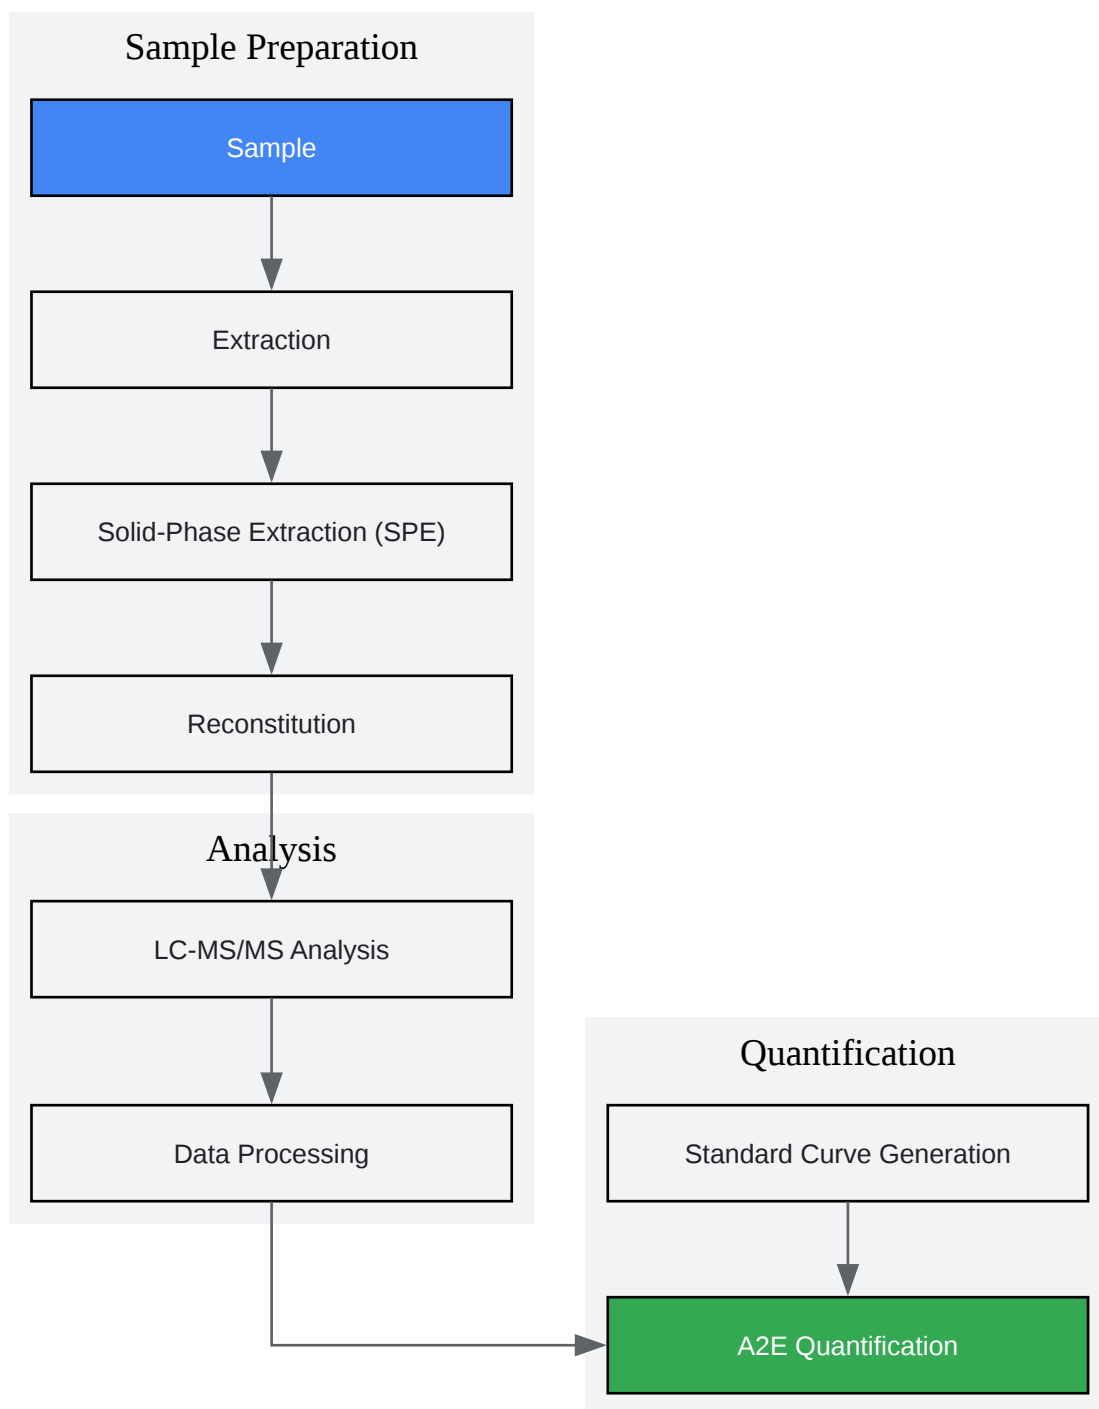 Sample Preparation
Sample
Extraction
Solid-Phase Extraction (SPE)
Reconstitution
Analysis
LC-MS/MS Analysis
Data Processing
Quantification
Standard Curve Generation
A2E Quantification